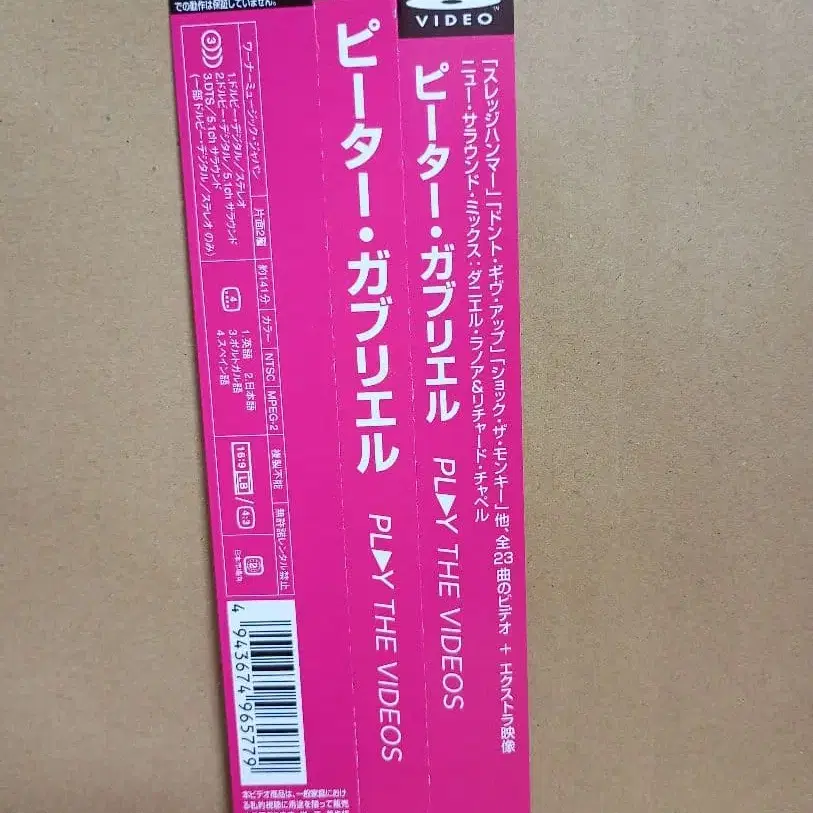 VIDEO
「スレッジハンマー」「ドント・ギヴ・アップ」「ショック・ザ・モンキー」他、全23曲のビデオ + エクストラ映像
ニュー・サラウンド・ミックス:ダニエル・ラノア&リチャード・チャペル
ピーター・ガブリエル PL▶Y THE VIDEOS
ピーター・ガブリエル PL▶Y THE VIDEOS
での動作は保証していません。
ワーナーミュージック・ジャパン 片面2層 約141分 カラー NTSC MPEG-2 複製不能 無許諾レンタル禁止
3
1.ドルビー・デジタル/ステレオ
2.ドルビー・デジタル/5.1chサラウンド
3.DTS/5.1chサラウンド
(一部ドルビー・デジタル/ステレオのみ)
4
1.英語 2.日本語
3.ポルトガル語
4.スペイン語
16:9 LB / 4:3
2
日本市場向
4 943674 965779
本ビデオ商品は、一般家庭におけ
る私的視聴に用途を限って販売